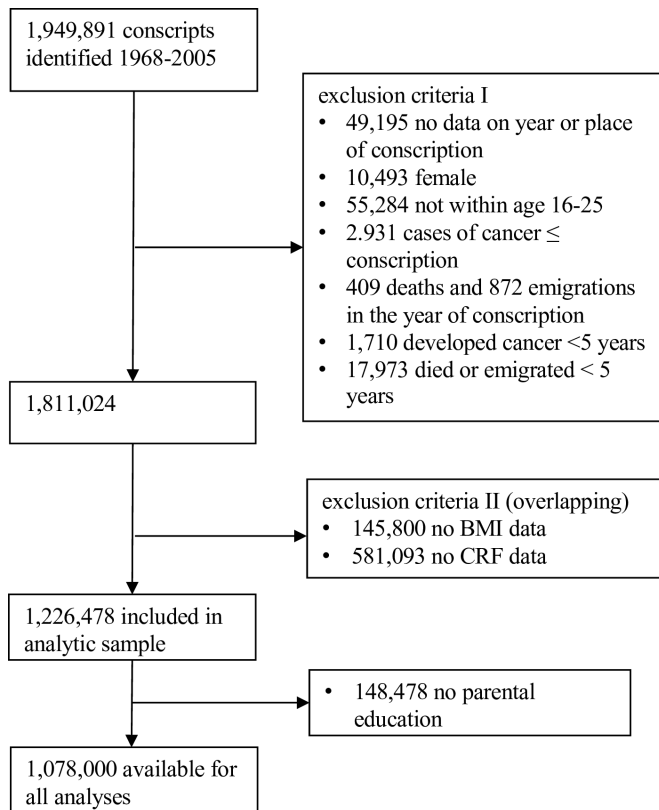 1,949,891 conscripts
identified 1968-2005
exclusion criteria I
• 49,195 no data on year or place
of conscription
• 10,493 female
• 55,284 not within age 16-25
• 2.931 cases of cancer ≤
conscription
• 409 deaths and 872 emigrations
in the year of conscription
• 1,710 developed cancer <5 years
• 17,973 died or emigrated < 5
years
1,811,024
exclusion criteria II (overlapping)
• 145,800 no BMI data
• 581,093 no CRF data
1,226,478 included in
analytic sample
• 148,478 no parental
education
1,078,000 available for
all analyses